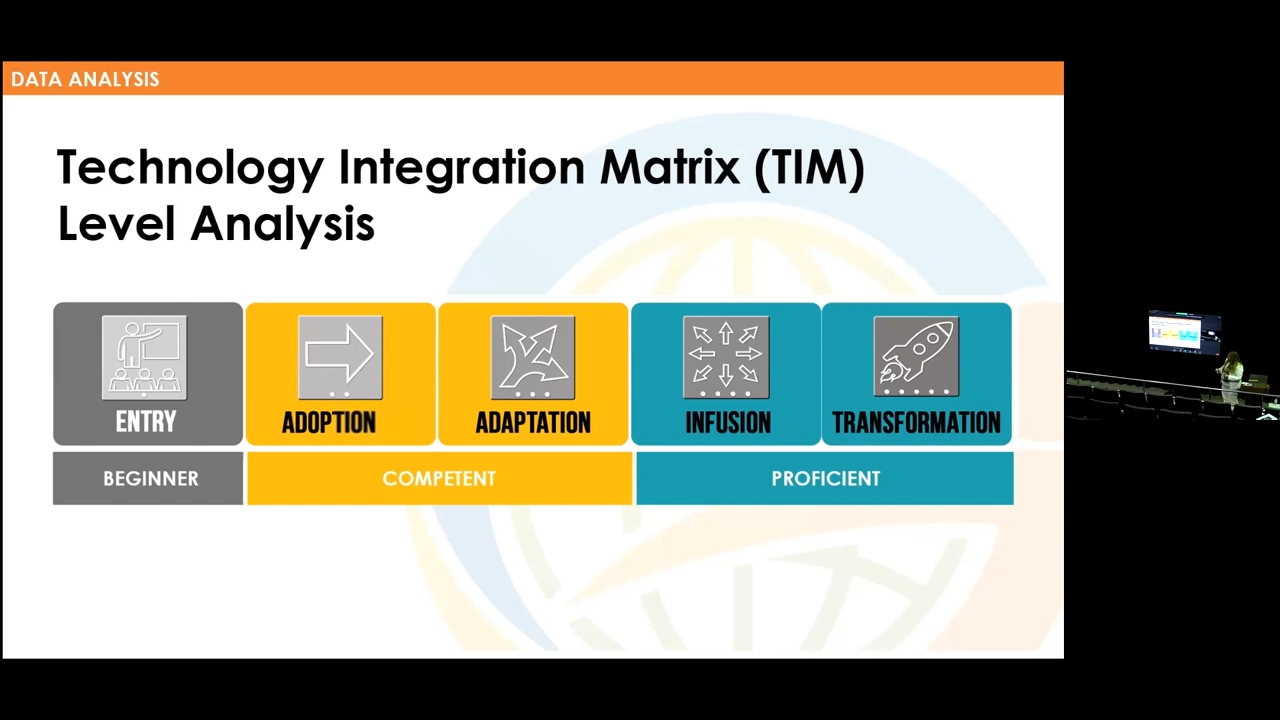 DATA ANALYSIS
Technology Integration Matrix (TIM)
Level Analysis
ENTRY
ADOPTION
ADAPTATION
INFUSION
TRANSFORMATION
BEGINNER
COMPETENT
PROFICIENT